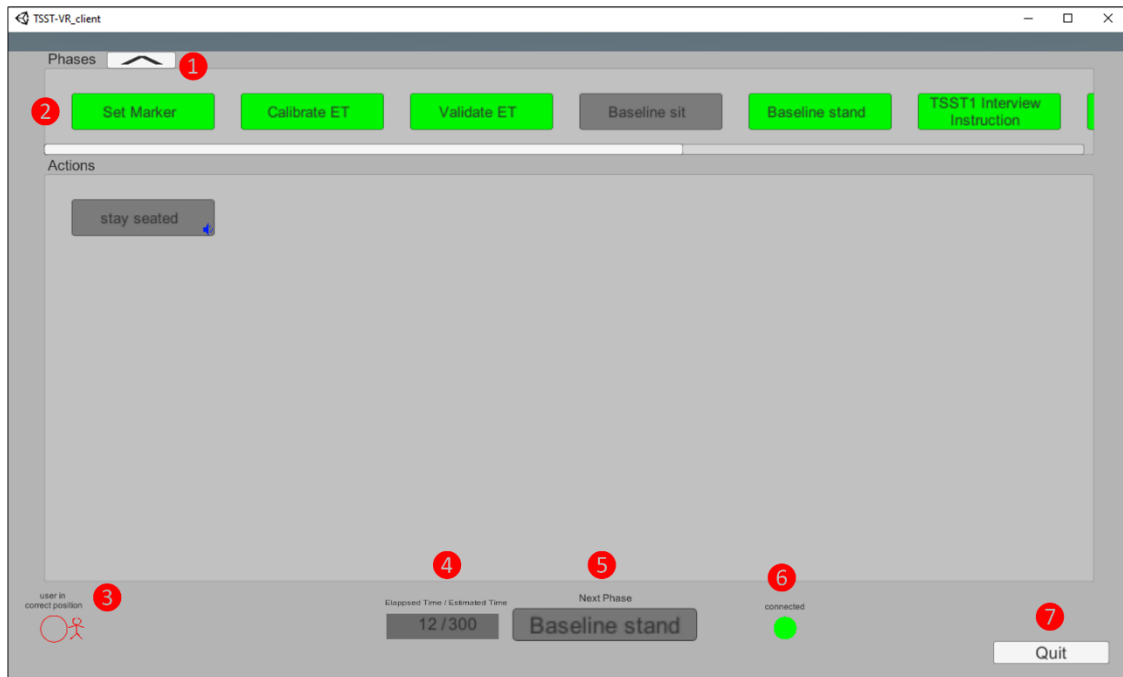 TSST-VR_client
Phases
1
2
Set Marker
Calibrate ET
Validate ET
Baseline sit
Baseline stand
TSST1 Interview
Instruction
Actions
stay seated
user in
correct position
3
4
Elappsed Time / Estimated Time
12 / 300
5
Next Phase
Baseline stand
6
connected
7
Quit